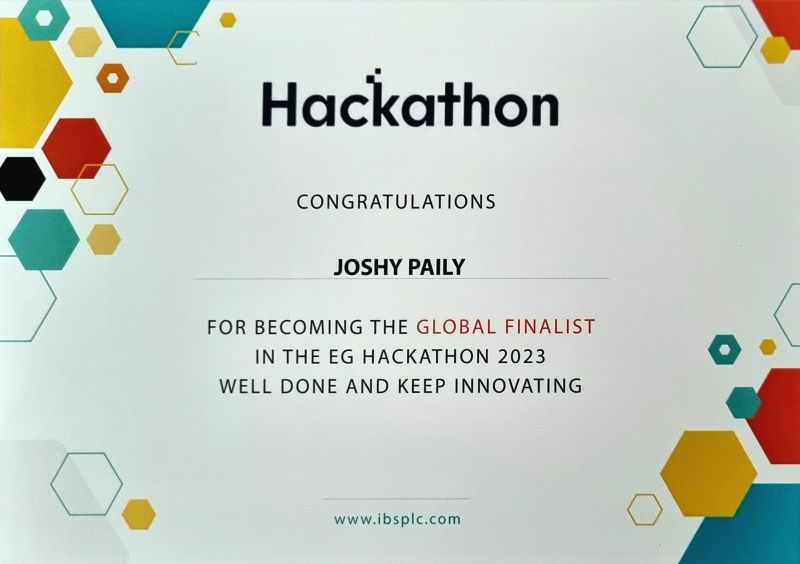 Hackathon
CONGRATULATIONS
JOSHY PAILY
FOR BECOMING THE GLOBAL FINALIST
IN THE EG HACKATHON 2023
WELL DONE AND KEEP INNOVATING
www.ibsplc.com